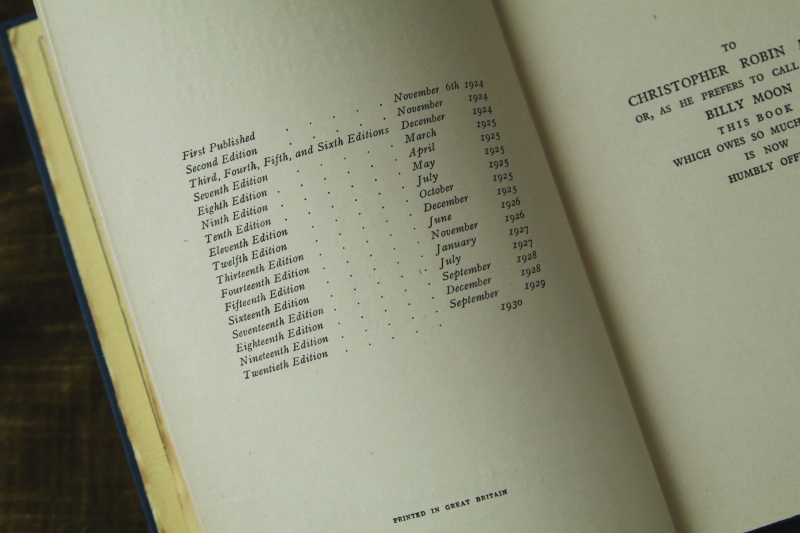 First Published . . . November 6th 1924
Second Edition . . . . November 1924
Third, Fourth, Fifth, and Sixth Editions December 1924
Seventh Edition . . . . March 1925
Eighth Edition . . . . April 1925
Ninth Edition . . . . May 1925
Tenth Edition . . . . July 1925
Eleventh Edition . . . . October 1925
Twelfth Edition . . . . December 1925
Thirteenth Edition . . . . June 1926
Fourteenth Edition . . . . November 1926
Fifteenth Edition . . . . January 1927
Sixteenth Edition . . . . July 1927
Seventeenth Edition . . . . September 1928
Eighteenth Edition . . . . December 1928
Nineteenth Edition . . . . September 1929
Twentieth Edition . . . . 1930
PRINTED IN GREAT BRITAIN
TO
CHRISTOPHER ROBIN
OR, AS HE PREFERS TO CALL
BILLY MOON
THIS BOOK
WHICH OWES SO MUCH
IS NOW
HUMBLY